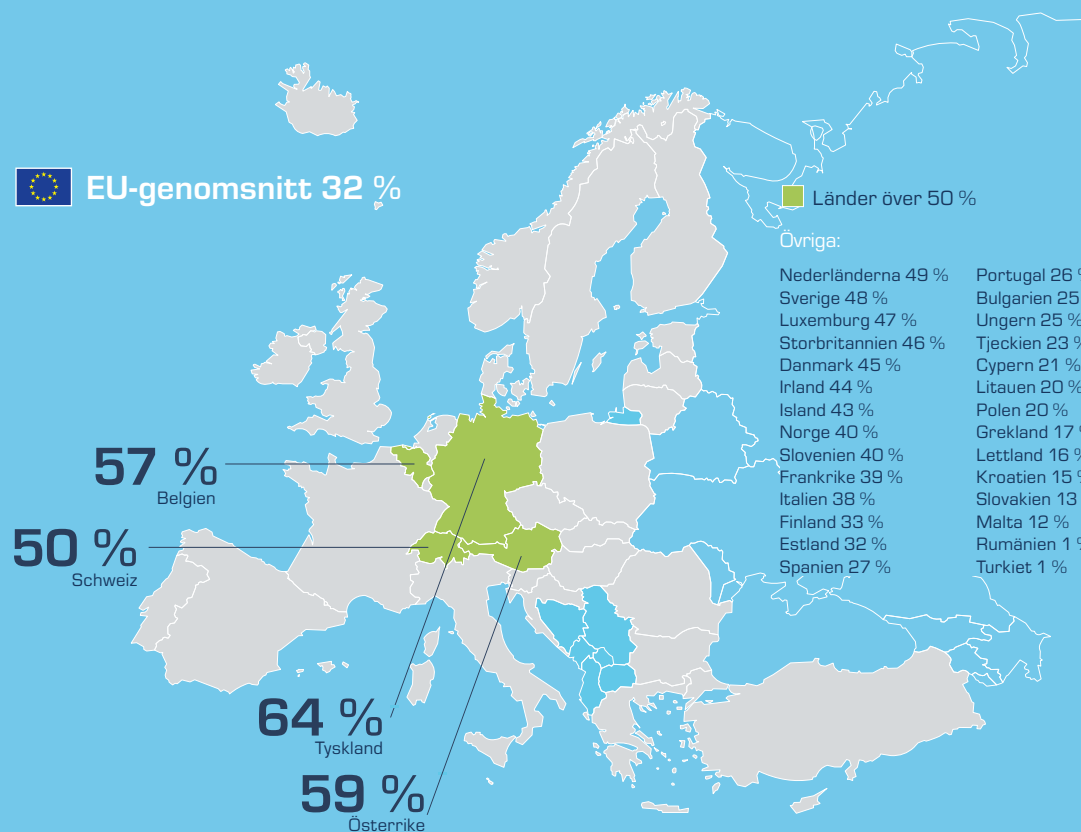 EU-genomsnitt 32 %
Länder över 50 %
Övriga:
Nederländerna 49 %
Sverige 48 %
Luxemburg 47 %
Storbritannien 46 %
Danmark 45 %
Irland 44 %
Island 43 %
Norge 40 %
Slovenien 40 %
Frankrike 39 %
Italien 38 %
Finland 33 %
Estland 32 %
Spanien 27 %
Portugal 26 %
Bulgarien 25
Ungern 25 %
Tjeckien 23 %
Cypern 21 %
Litauen 20 %
Polen 20 %
Grekland 17 %
Lettland 16 %
Kroatien 15 %
Slovakien 13
Malta 12 %
Rumänien 1 %
Turkiet 1 %
57 %
Belgien
50 %
Schweiz
64 %
Tyskland
59 %
Österrike